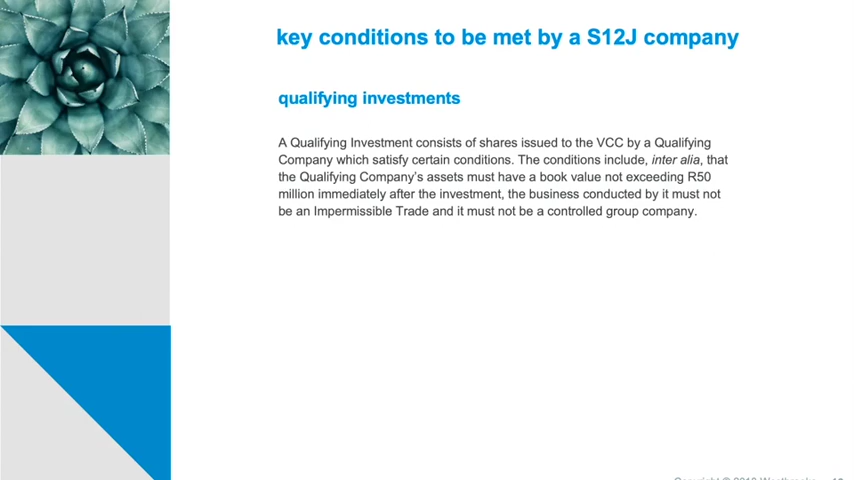 key conditions to be met by a S12J company
qualifying investments
A Qualifying Investment consists of shares issued to the VCC by a Qualifying
Company which satisfy certain conditions. The conditions include, inter alia, that
the Qualifying Company's assets must have a book value not exceeding R50
million immediately after the investment, the business conducted by it must not
be an Impermissible Trade and it must not be a controlled group company.